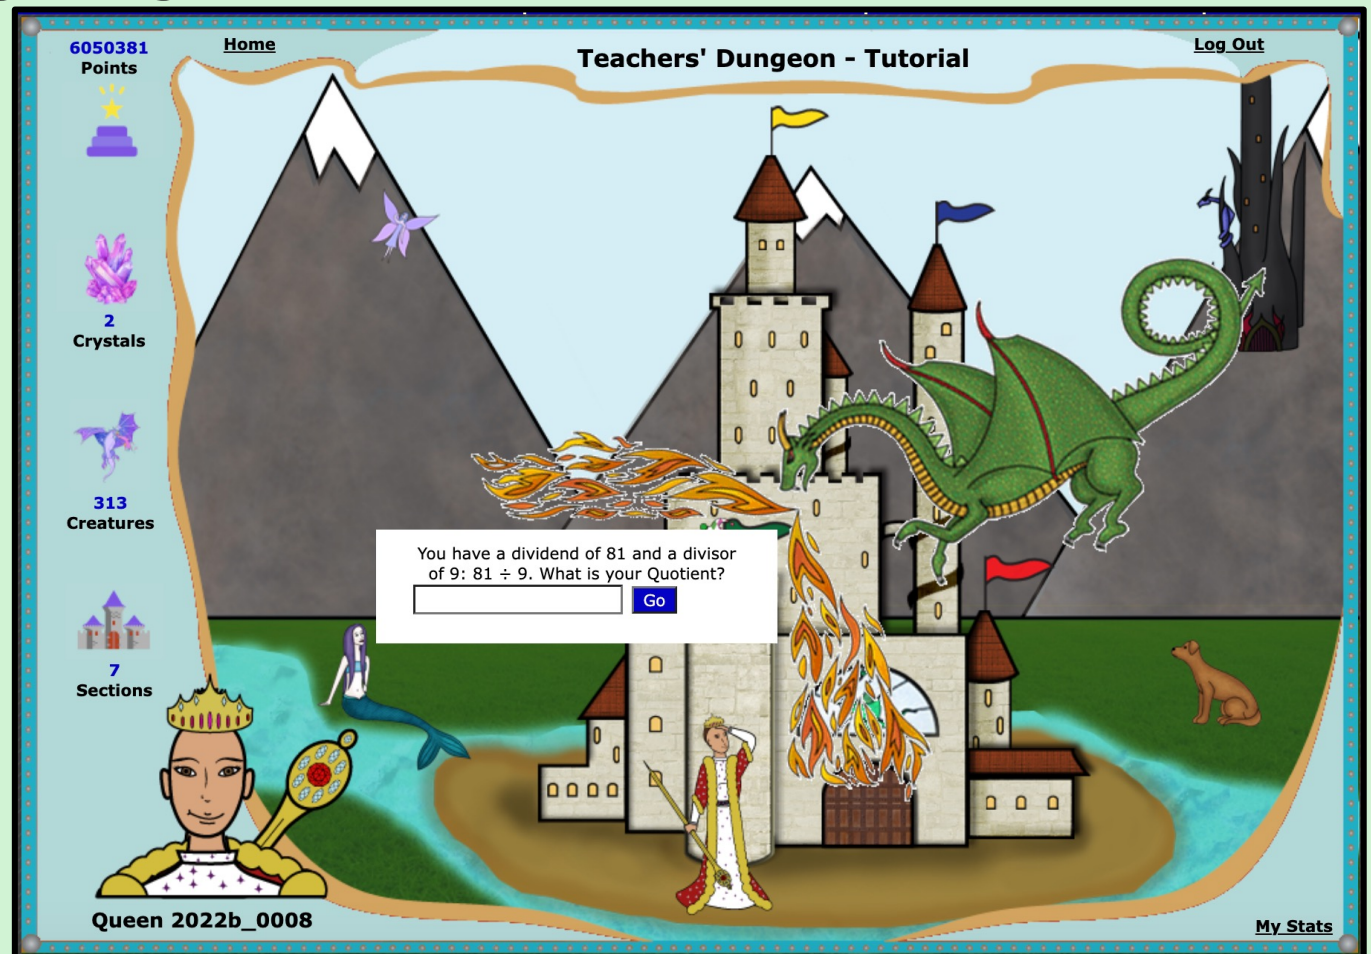 6050381
Points
Home
Teachers' Dungeon - Tutorial
Log Out
2
Crystals
313
Creatures
7
Sections
You have a dividend of 81 and a divisor
of 9: 81 ÷ 9. What is your Quotient?
Go
Queen 2022b_0008
My Stats